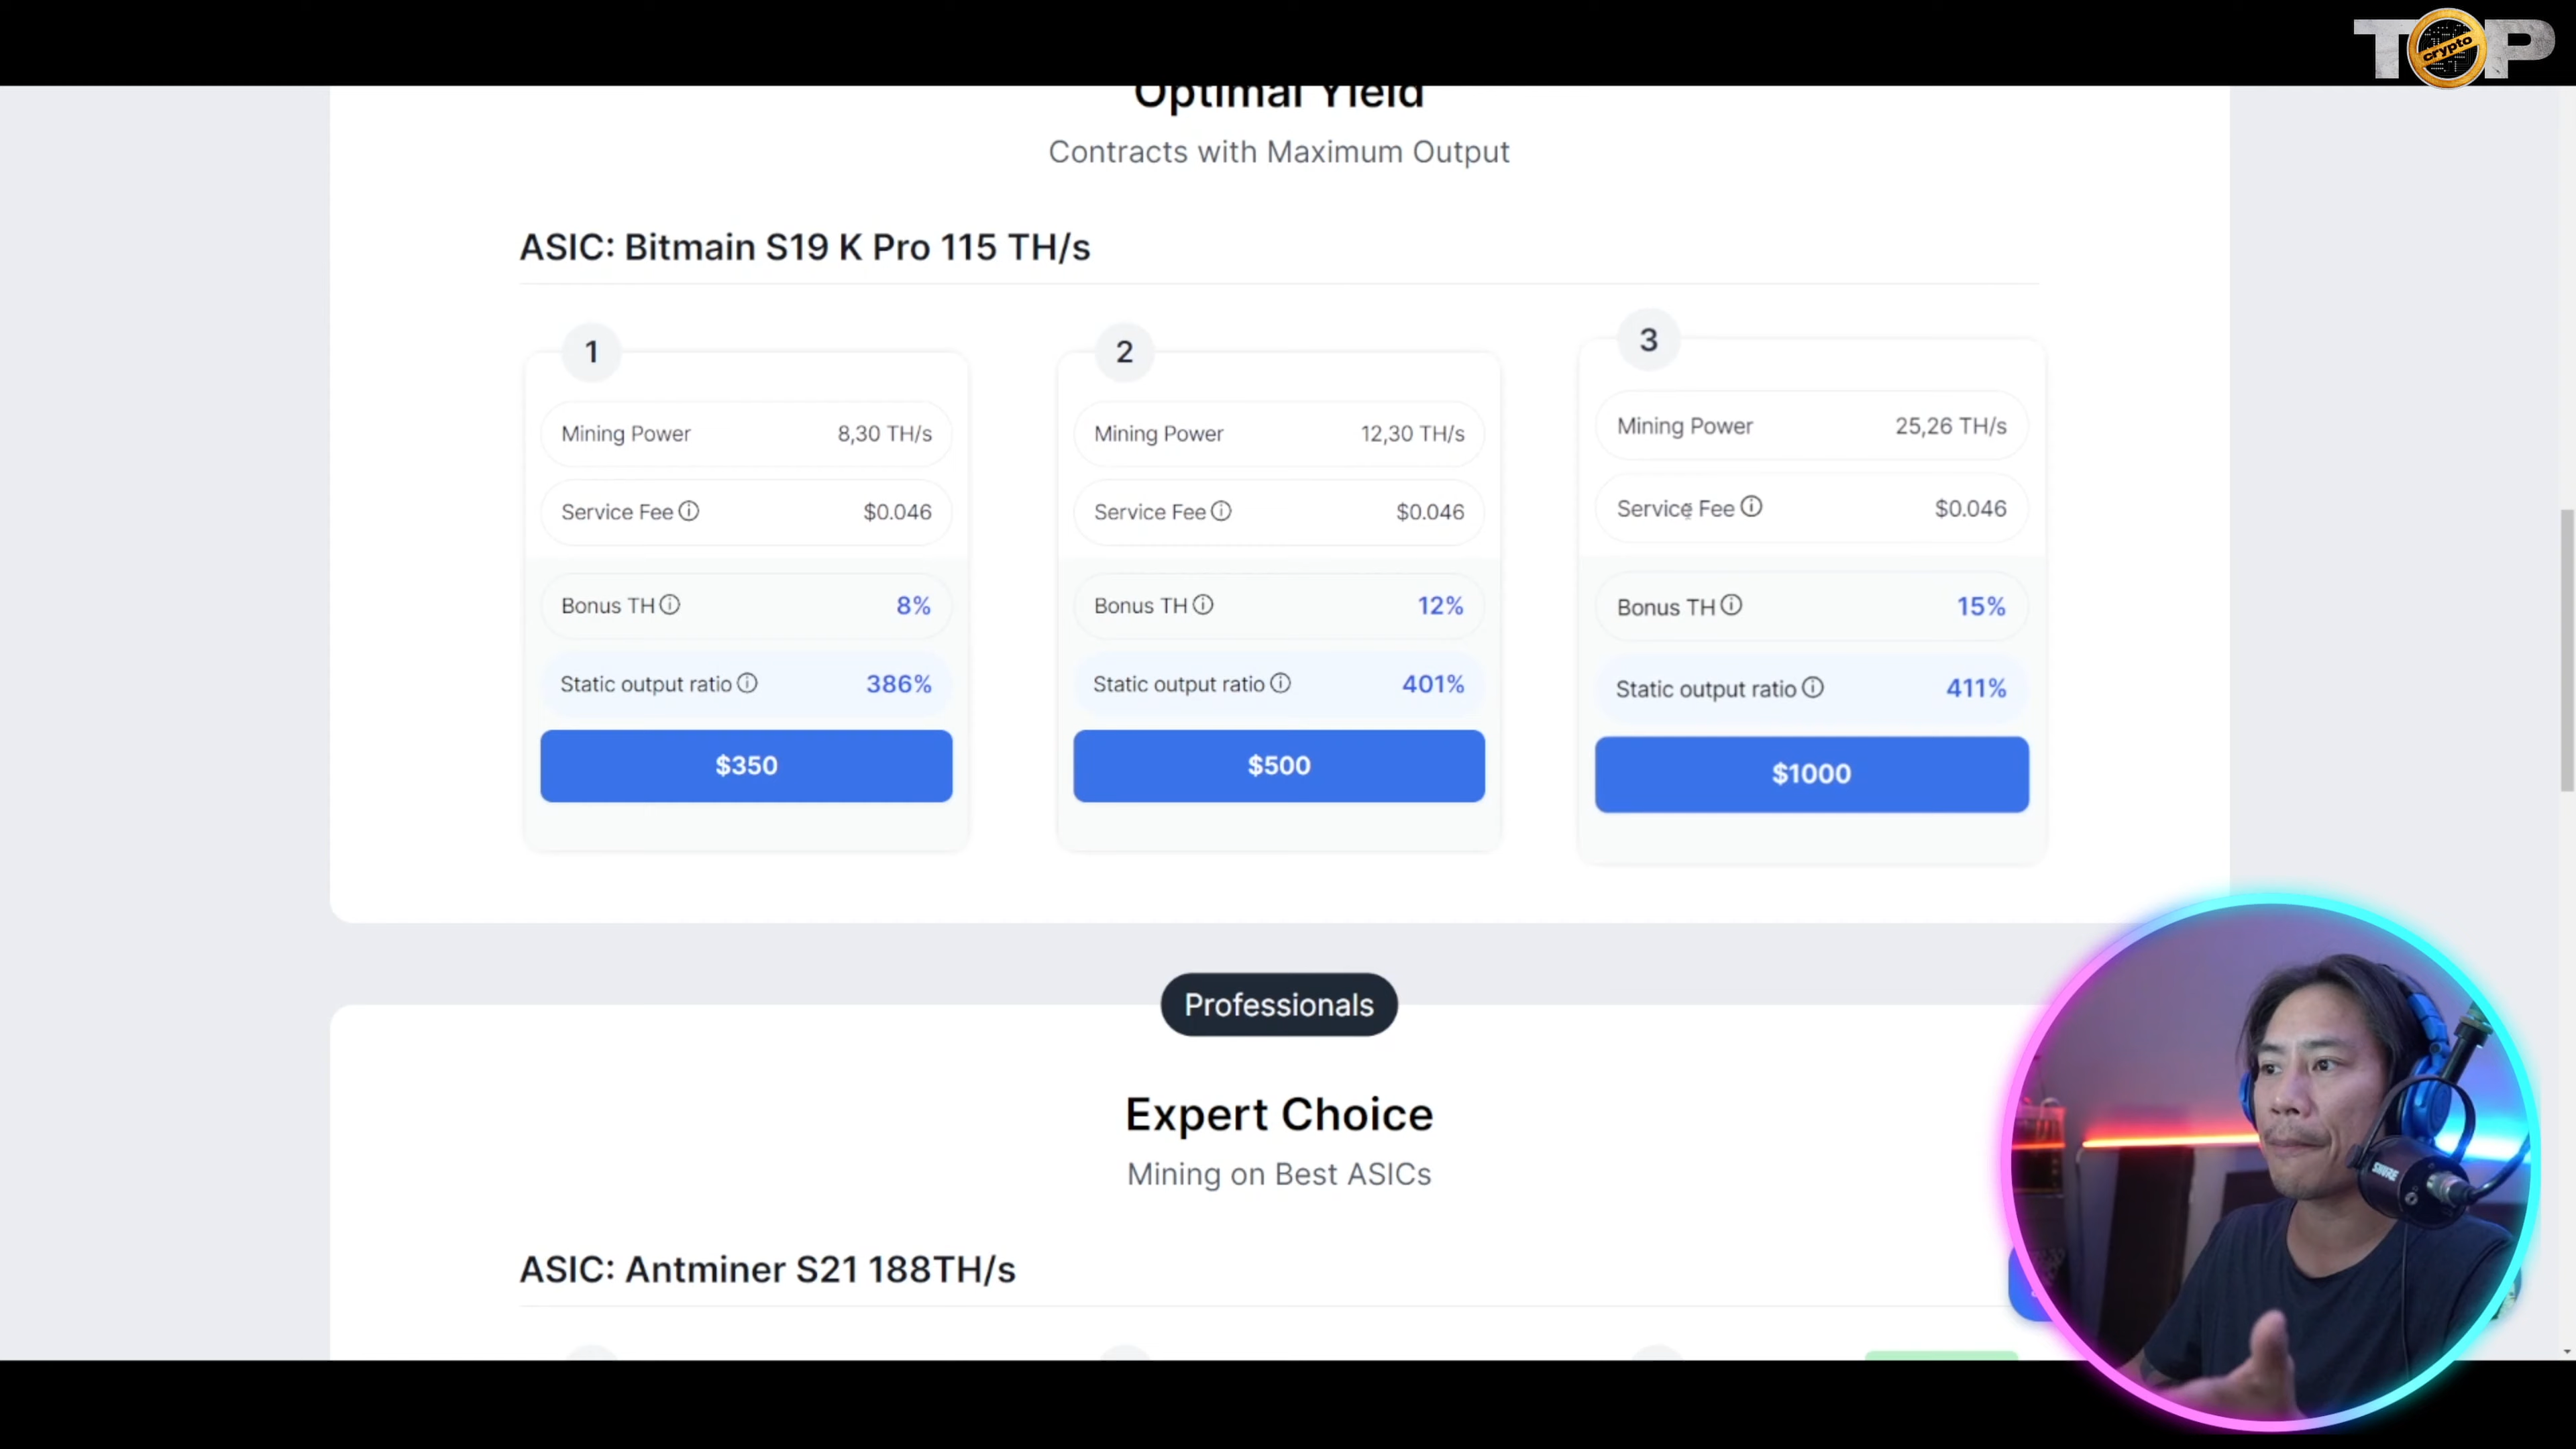 TOP
crypto
Optimal Yield
Contracts with Maximum Output
ASIC: Bitmain S19 K Pro 115 TH/s
1
Mining Power 8,30 TH/s
Service Fee $0.046
Bonus TH 8%
Static output ratio 386%
$350
2
Mining Power 12,30 TH/s
Service Fee $0.046
Bonus TH 12%
Static output ratio 401%
$500
3
Mining Power 25,26 TH/s
Service Fee $0.046
Bonus TH 15%
Static output ratio 411%
$1000
Professionals
Expert Choice
Mining on Best ASICs
ASIC: Antminer S21 188TH/s
SHURE